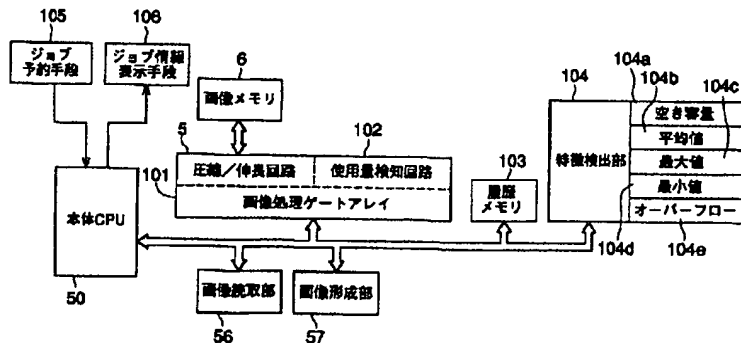 105
ジョブ
予約手段
106
ジョブ情報
表示手段
6
画像メモリ
5
圧縮／伸長回路
102
使用量検知回路
101
画像処理ゲートアレイ
本体CPU
50
103
履歴
メモリ
104
特徴検出部
104a
104b
104c
空き容量
平均値
最大値
最小値
オーバーフロー
104d
104e
画像読取部
56
画像形成部
57